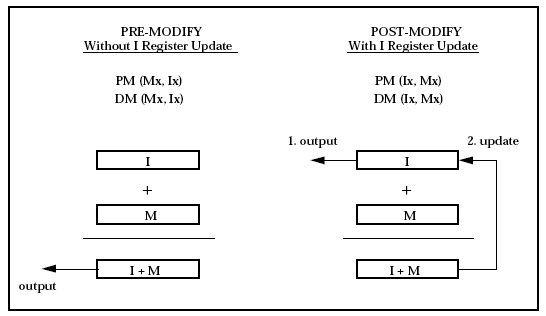 PRE-MODIFY
Without I Register Update
PM (Mx, Ix)
DM (Mx, Ix)
I
+
M
I + M
output
POST-MODIFY
With I Register Update
PM (Ix, Mx)
DM (Ix, Mx)
1. output
2. update
I
+
M
I + M